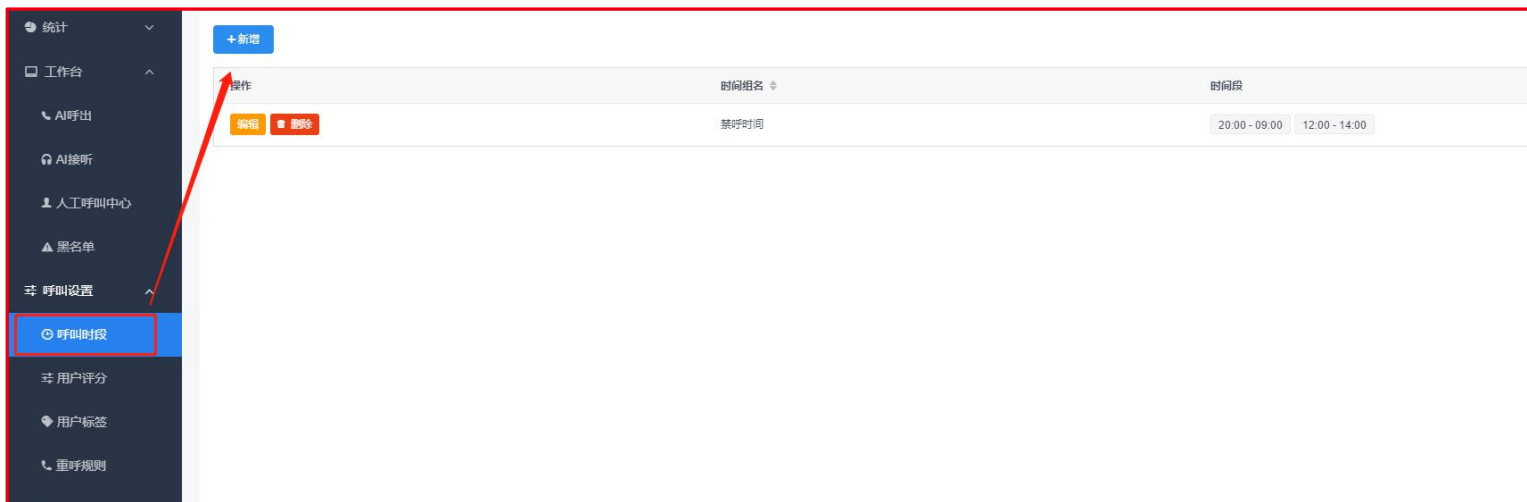 统计
工作台
AI呼出
AI接听
人工呼叫中心
黑名单
呼叫设置
呼叫时段
用户评分
用户标签
重呼规则
+新增
操作 时间组名 时间段
编辑 删除 禁呼时间 20:00 - 09:00 12:00 - 14:00